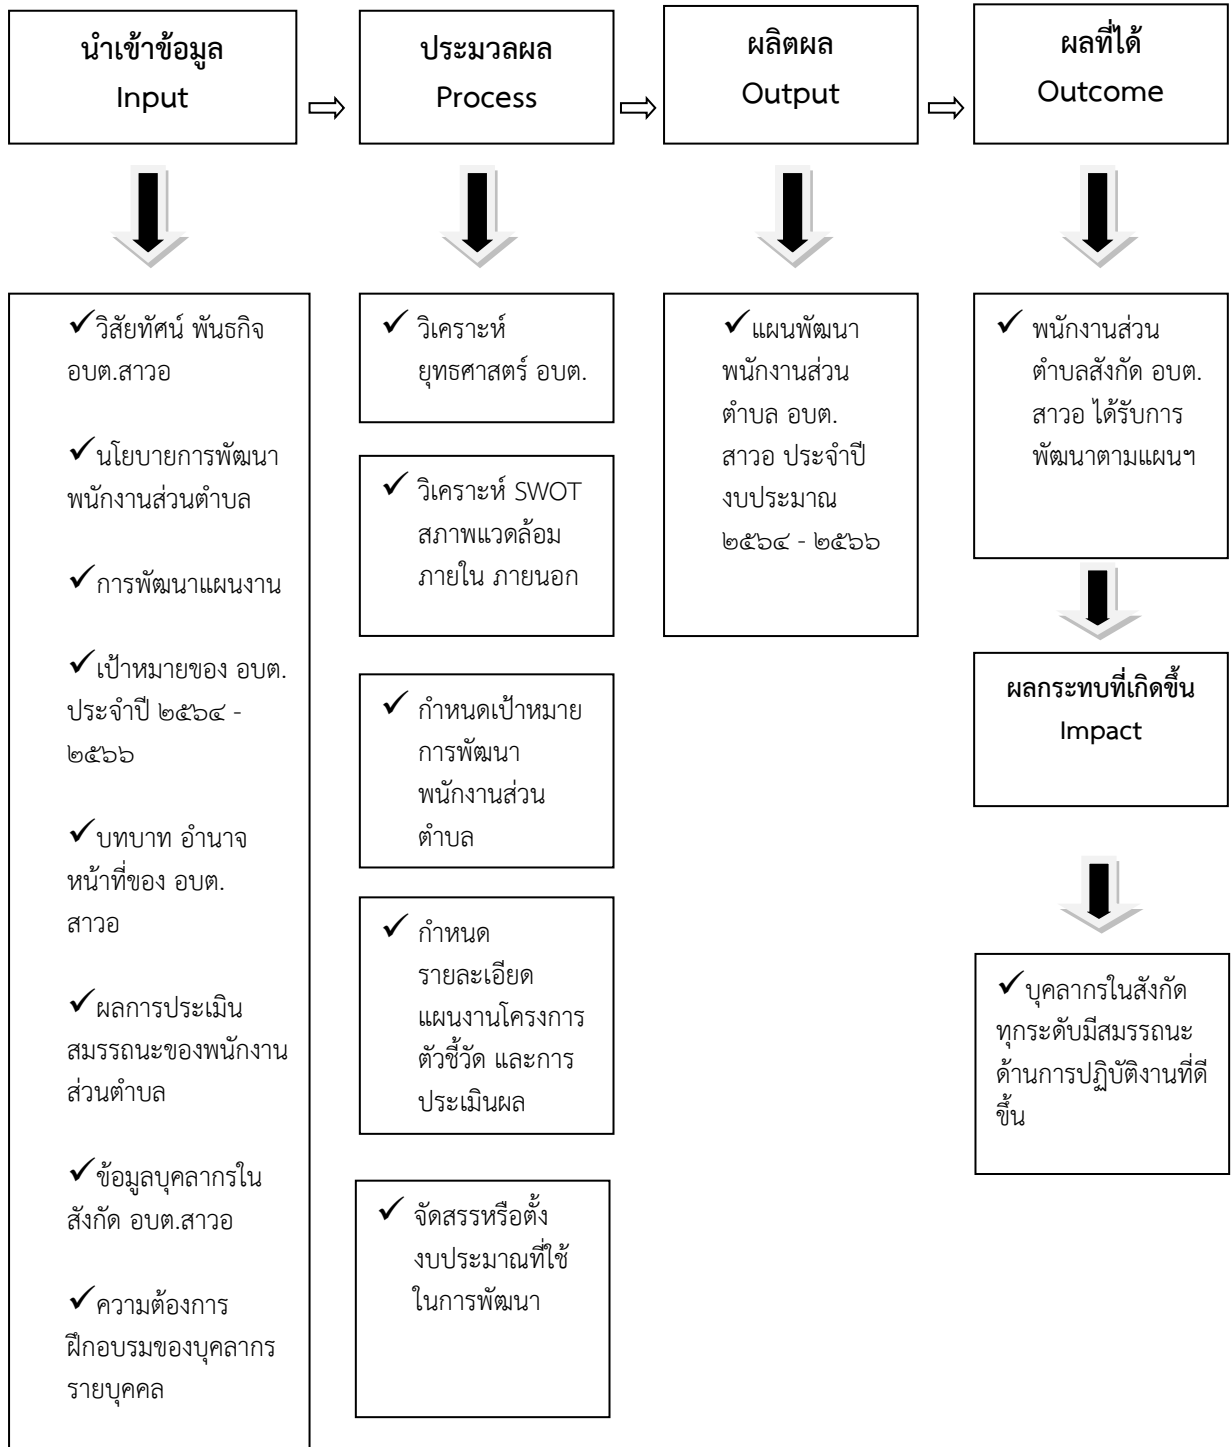 นำเข้าข้อมูล
Input
ประมวลผล
Process
ผลิตผล
Output
ผลที่ได้
Outcome
✓วิสัยทัศน์ พันธกิจ
อบต.สาวอ
✓นโยบายการพัฒนา
พนักงานส่วนตำบล
✓การพัฒนาแผนงาน
✓เป้าหมายของ อบต.
ประจำปี ๒๕๖๔ -
๒๕๖๖
✓บทบาท อำนาจ
หน้าที่ของ อบต.
สาวอ
✓ผลการประเมิน
สมรรถนะของพนักงาน
ส่วนตำบล
✓ข้อมูลบุคลากรใน
สังกัด อบต.สาวอ
✓ความต้องการ
ฝึกอบรมของบุคลากร
รายบุคคล
✓ วิเคราะห์
ยุทธศาสตร์ อบต.
✓ วิเคราะห์ SWOT
สภาพแวดล้อม
ภายใน ภายนอก
✓ กำหนดเป้าหมาย
การพัฒนา
พนักงานส่วน
ตำบล
✓ กำหนด
รายละเอียด
แผนงานโครงการ
ตัวชี้วัด และการ
ประเมินผล
✓ จัดสรรหรือตั้ง
งบประมาณที่ใช้
ในการพัฒนา
✓แผนพัฒนา
พนักงานส่วน
ตำบล อบต.
สาวอ ประจำปี
งบประมาณ
๒๕๖๔ - ๒๕๖๖
✓ พนักงานส่วน
ตำบลสังกัด อบต.
สาวอ ได้รับการ
พัฒนาตามแผนฯ
ผลกระทบที่เกิดขึ้น
Impact
✓บุคลากรในสังกัด
ทุกระดับมีสมรรถนะ
ด้านการปฏิบัติงานที่ดี
ขึ้น